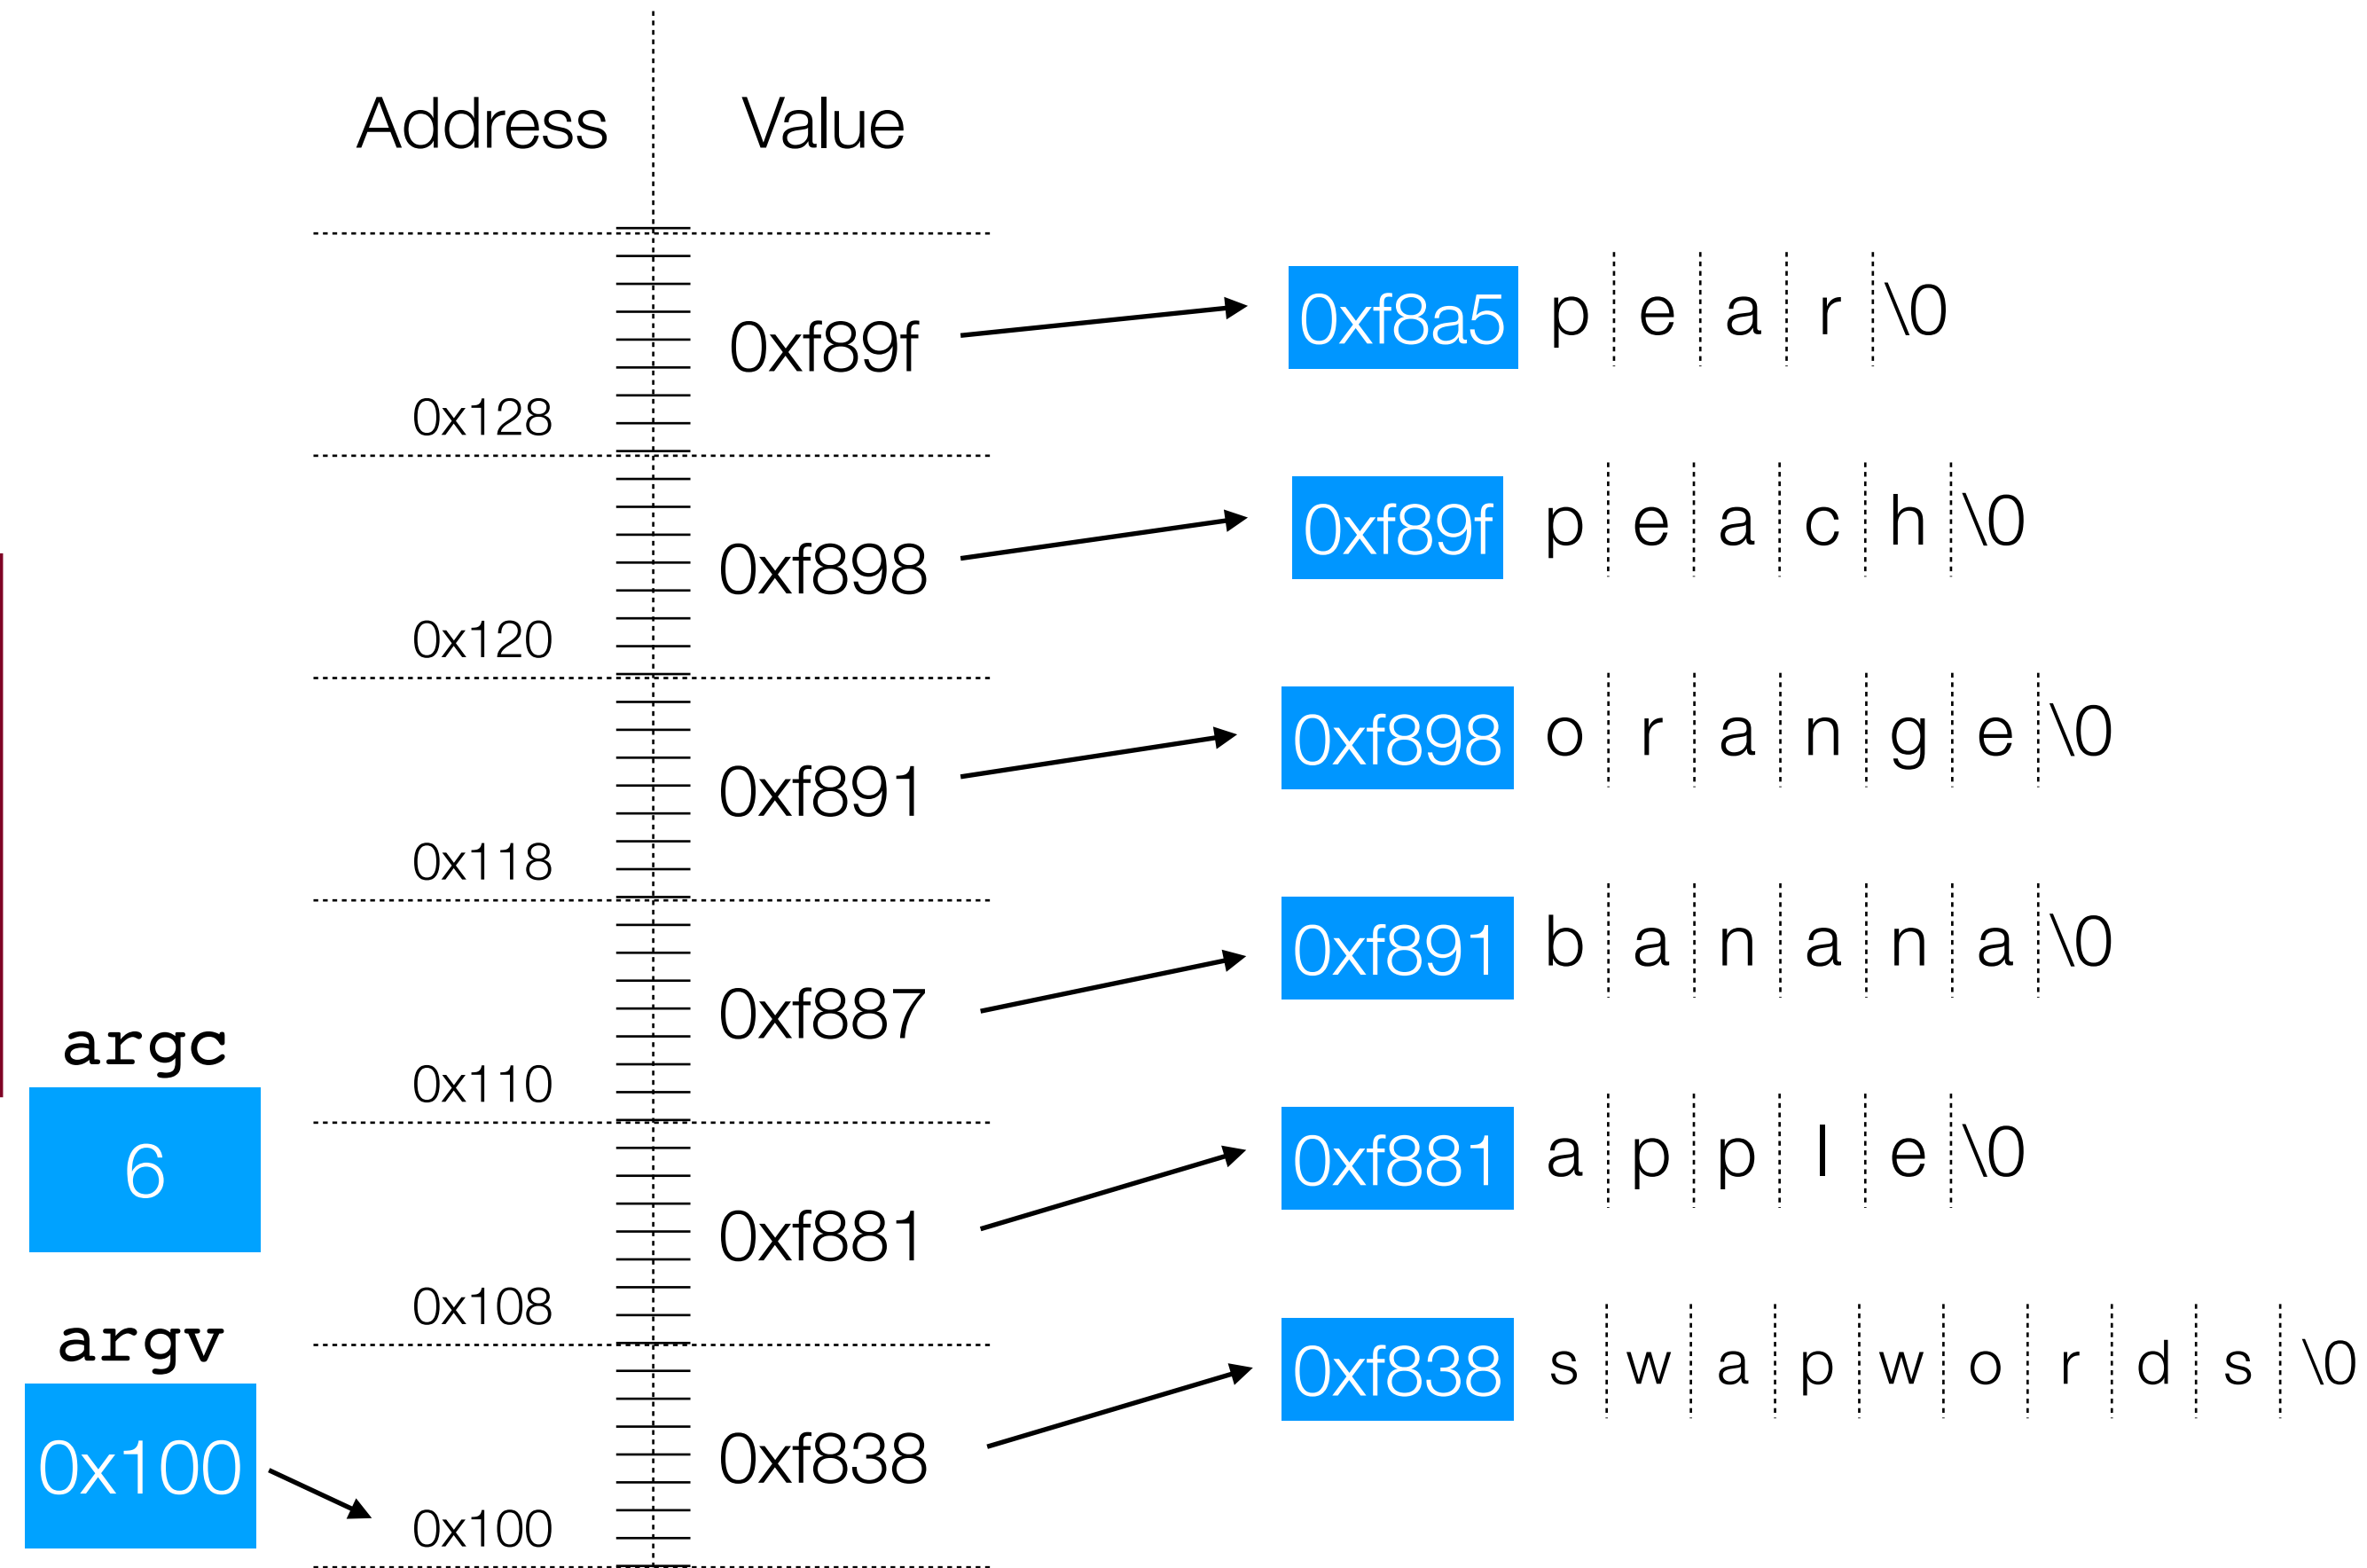 Address Value
0xf89f 0xf8a5 p e a r \0
0x128
0xf898 0xf89f p e a c h \0
0x120
0xf891 0xf898 o r a n g e \0
0x118
0xf887 0xf891 b a n a n a \0
argc
0x110
6
0xf881 0xf881 a p p l e \0
0x108
argv
0xf838 0xf838 s w a p w o r d s \0
0x100
0x100